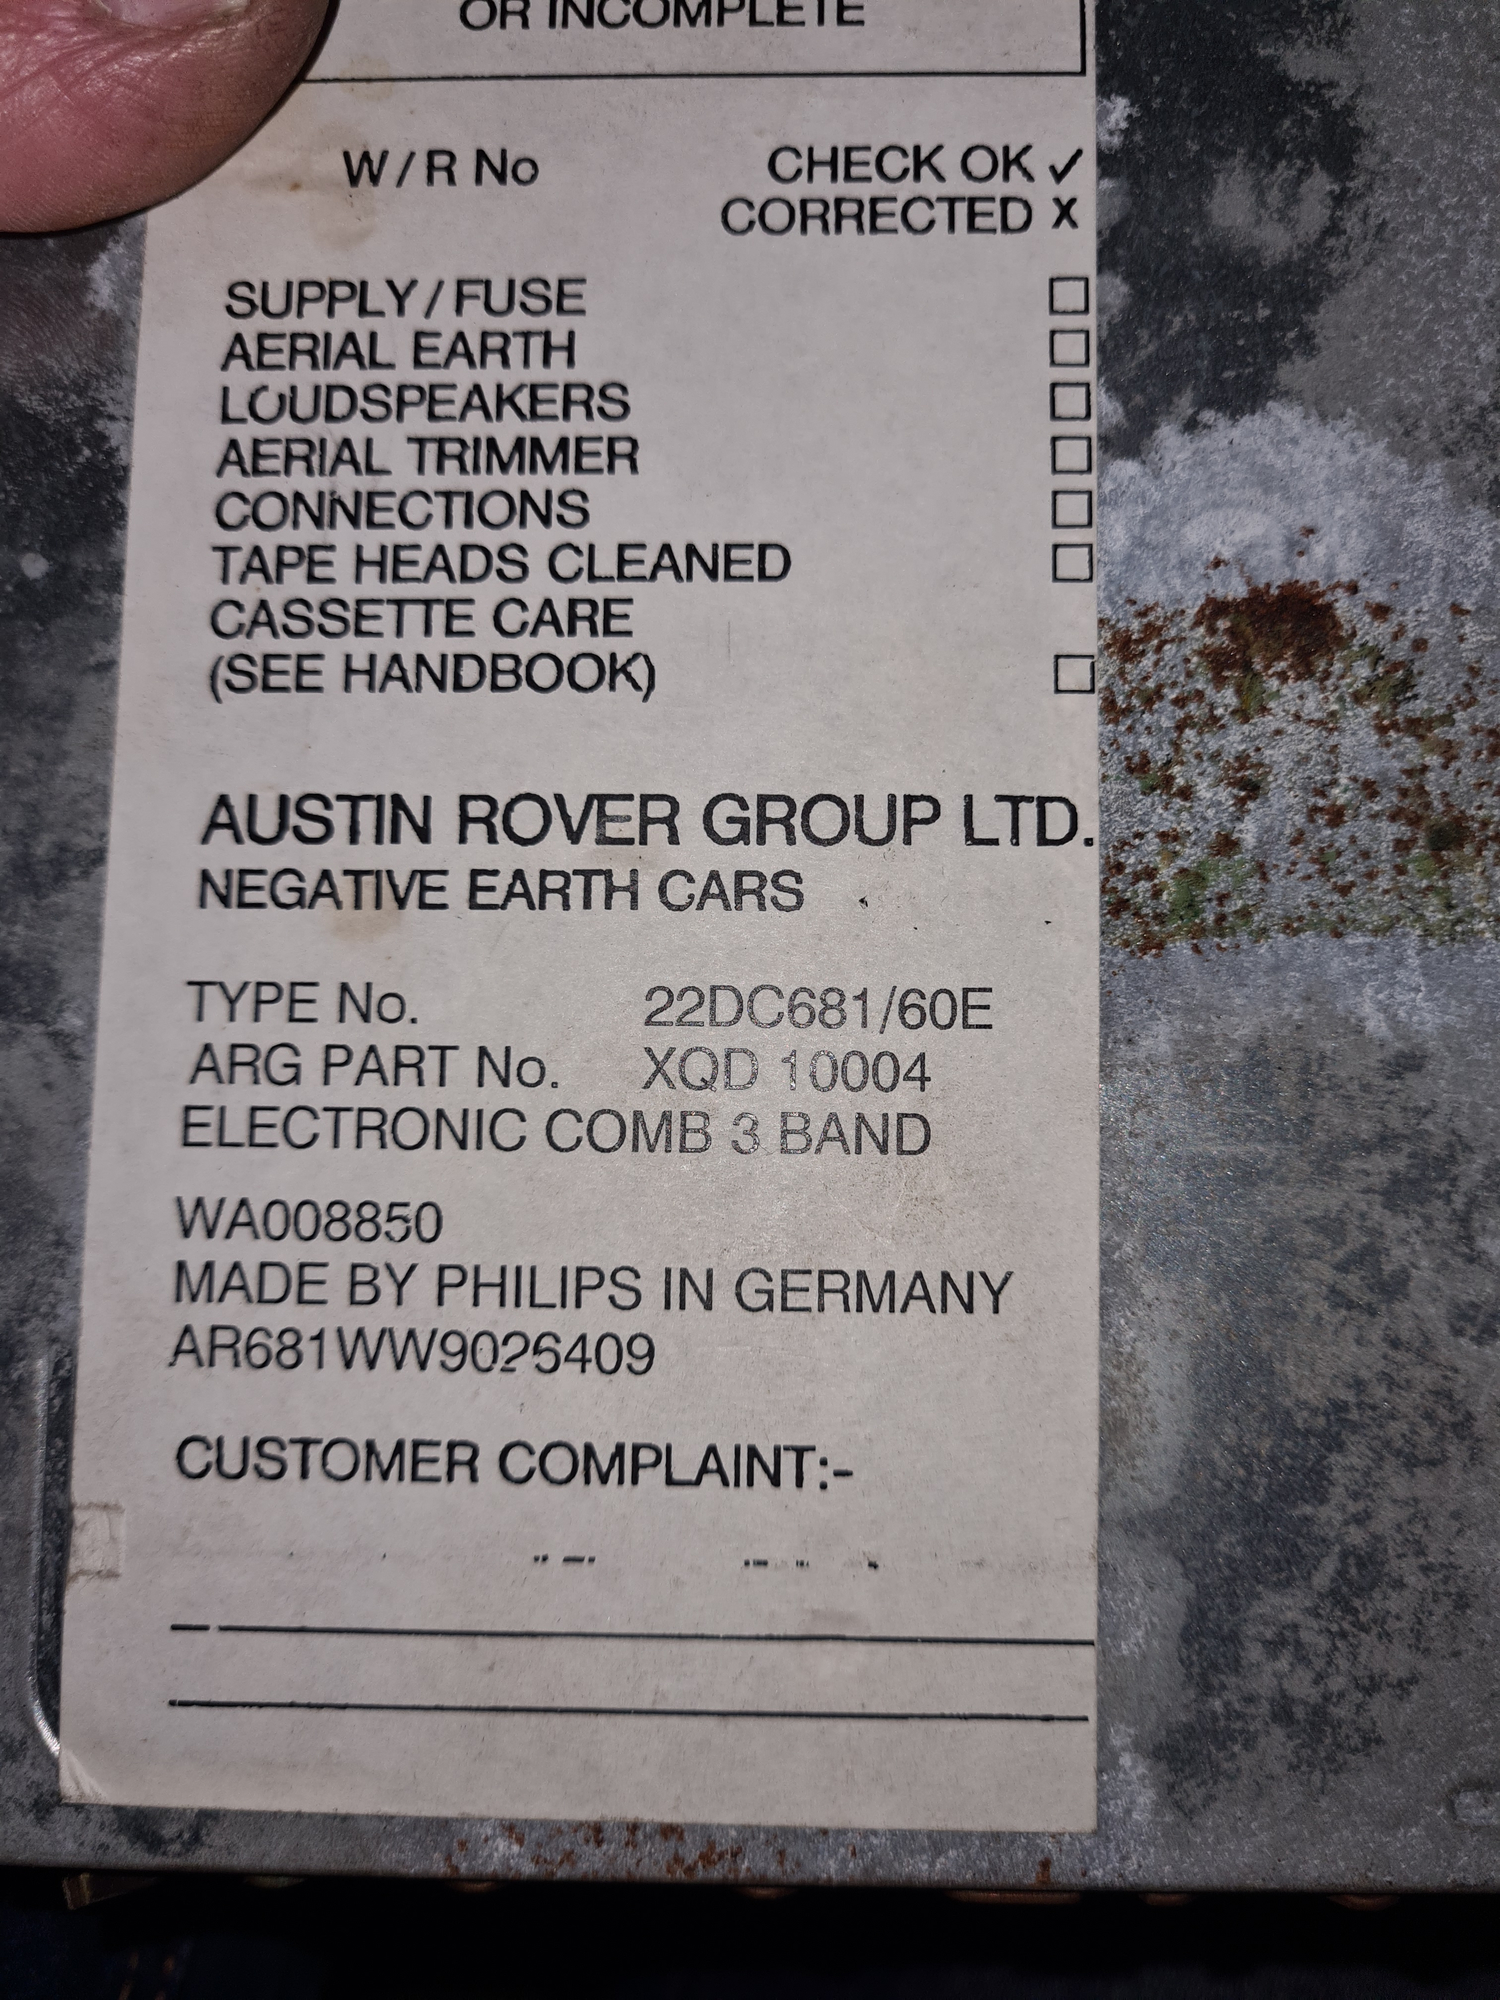 OR INCOMPLETE
W/R No CHECK OK ✓
CORRECTED X
SUPPLY/FUSE □
AERIAL EARTH □
LOUDSPEAKERS □
AERIAL TRIMMER □
CONNECTIONS □
TAPE HEADS CLEANED □
CASSETTE CARE
(SEE HANDBOOK) □
AUSTIN ROVER GROUP LTD.
NEGATIVE EARTH CARS
TYPE No. 22DC681/60E
ARG PART No. XQD 10004
ELECTRONIC COMB 3 BAND
WA008850
MADE BY PHILIPS IN GERMANY
AR681WW9026409
CUSTOMER COMPLAINT:-